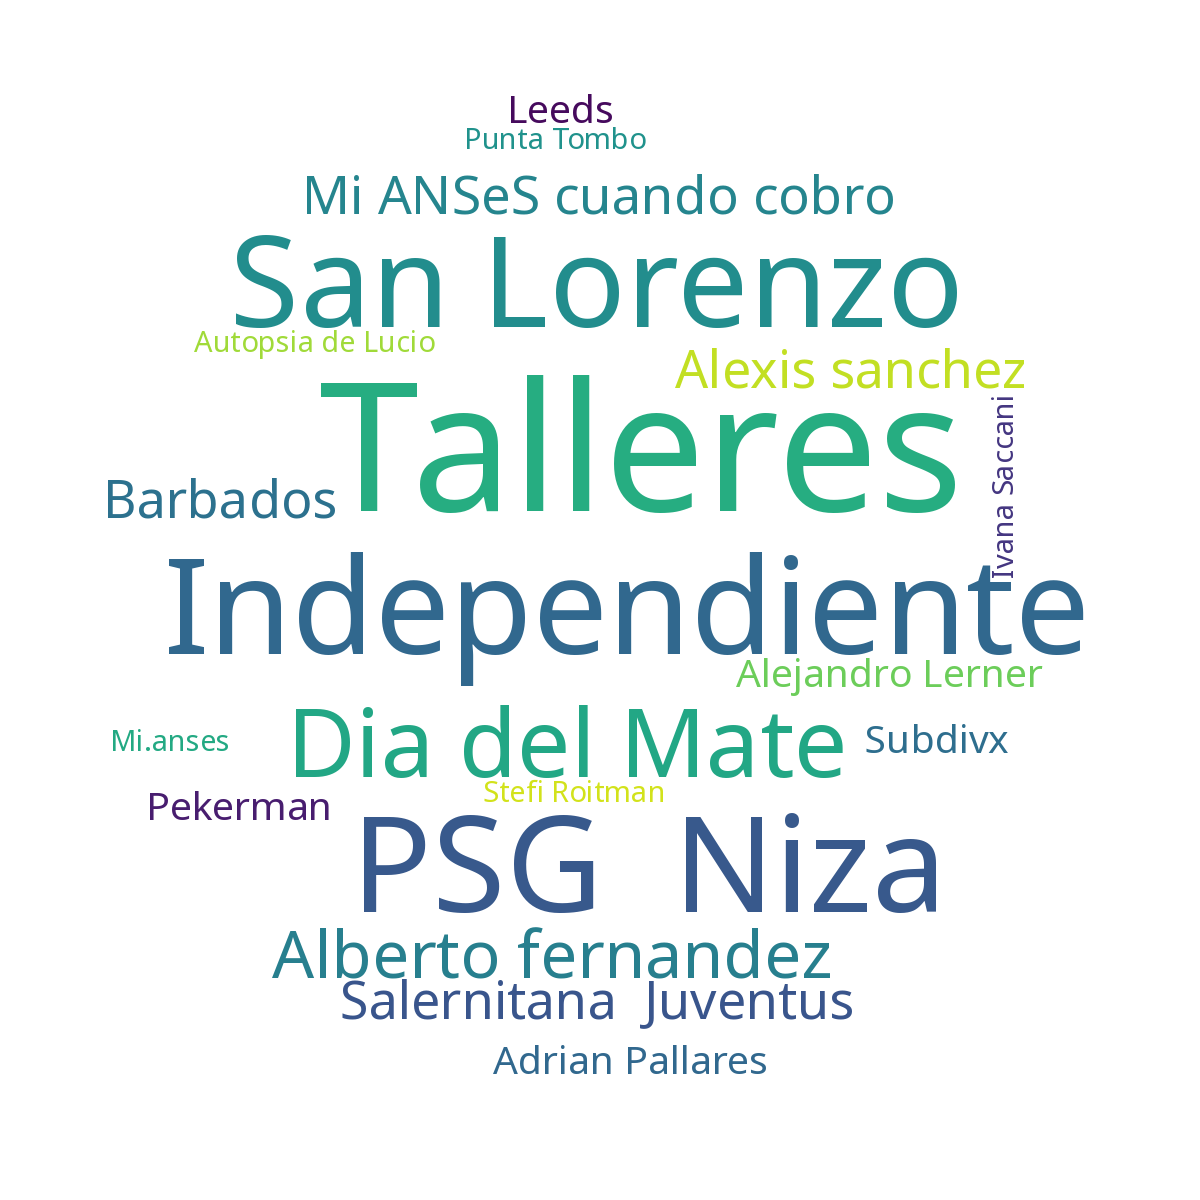 Leeds
Punta Tombo
Mi ANSeS cuando cobro
San Lorenzo
Autopsia de Lucio
Alexis sanchez
Talleres
Ivana Saccani
Barbados
Independiente
Alejandro Lerner
Dia del Mate
Mi.anses
Subdivx
Stefi Roitman
Pekerman
PSG Niza
Alberto fernandez
Salernitana Juventus
Adrian Pallares